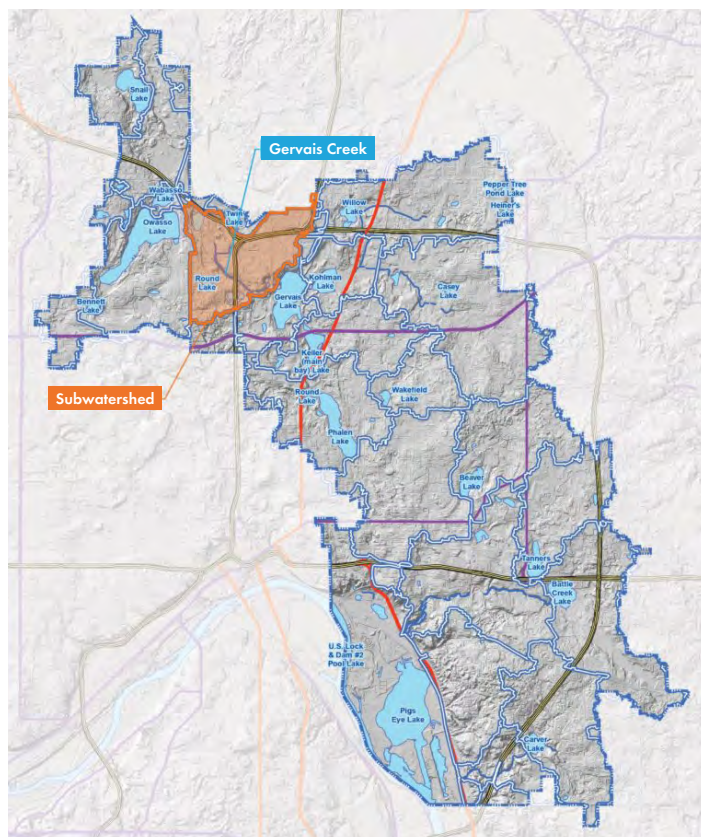 Snail
Lake
Gervais Creek
Wabasso
Lake
Owasso
Lake
Twin
Lake
Willow
Lake
Pepper Tree
Pond Lake
Heiner's
Lake
Round
Lake
Bennett
Lake
Gervais
Lake
Kohlman
Lake
Casey
Lake
Keller
(main
bay) Lake
Subwatershed
Round
Lake
Wakefield
Lake
Phalen
Lake
Beaver
Lake
Tanners
Lake
Battle
Creek
Lake
U.S. Lock
& Dam #2
Pool Lake
Pigs
Eye Lake
Carver
Lake